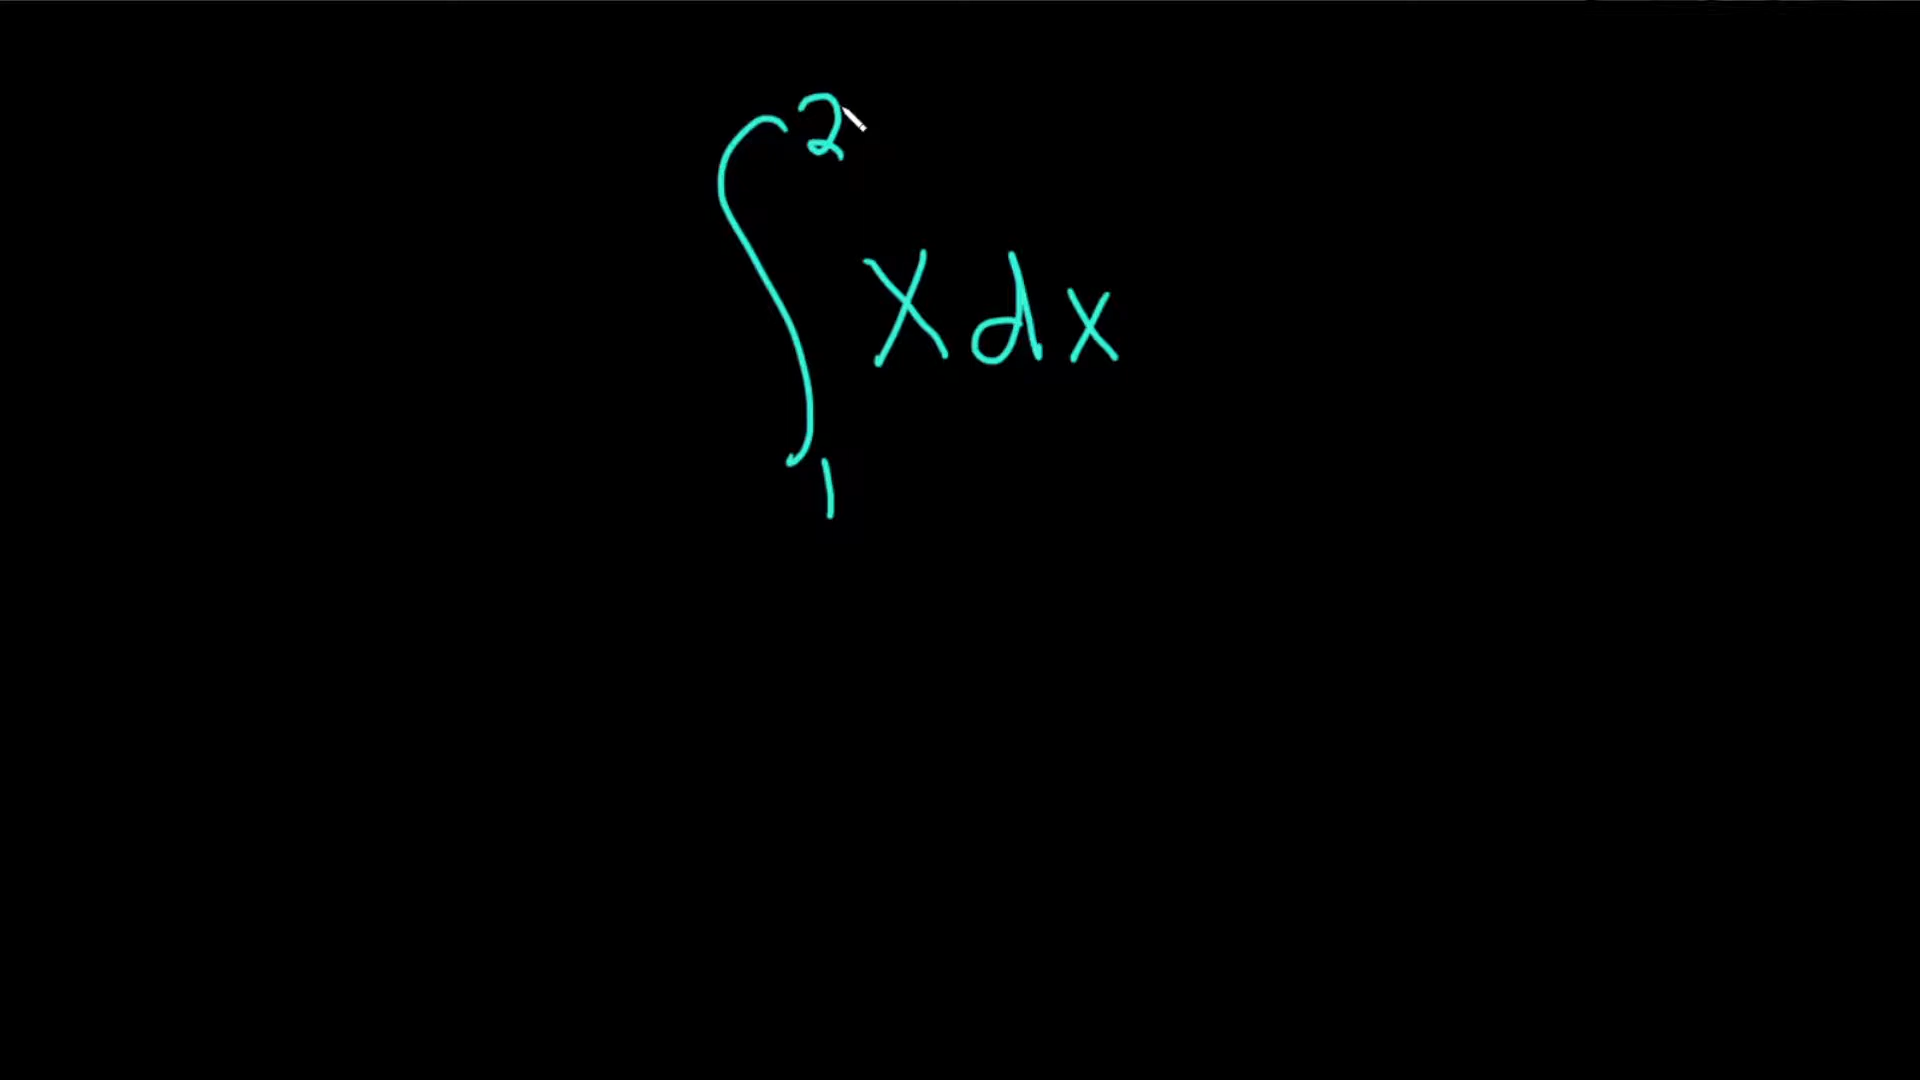 ∫₁² x dx